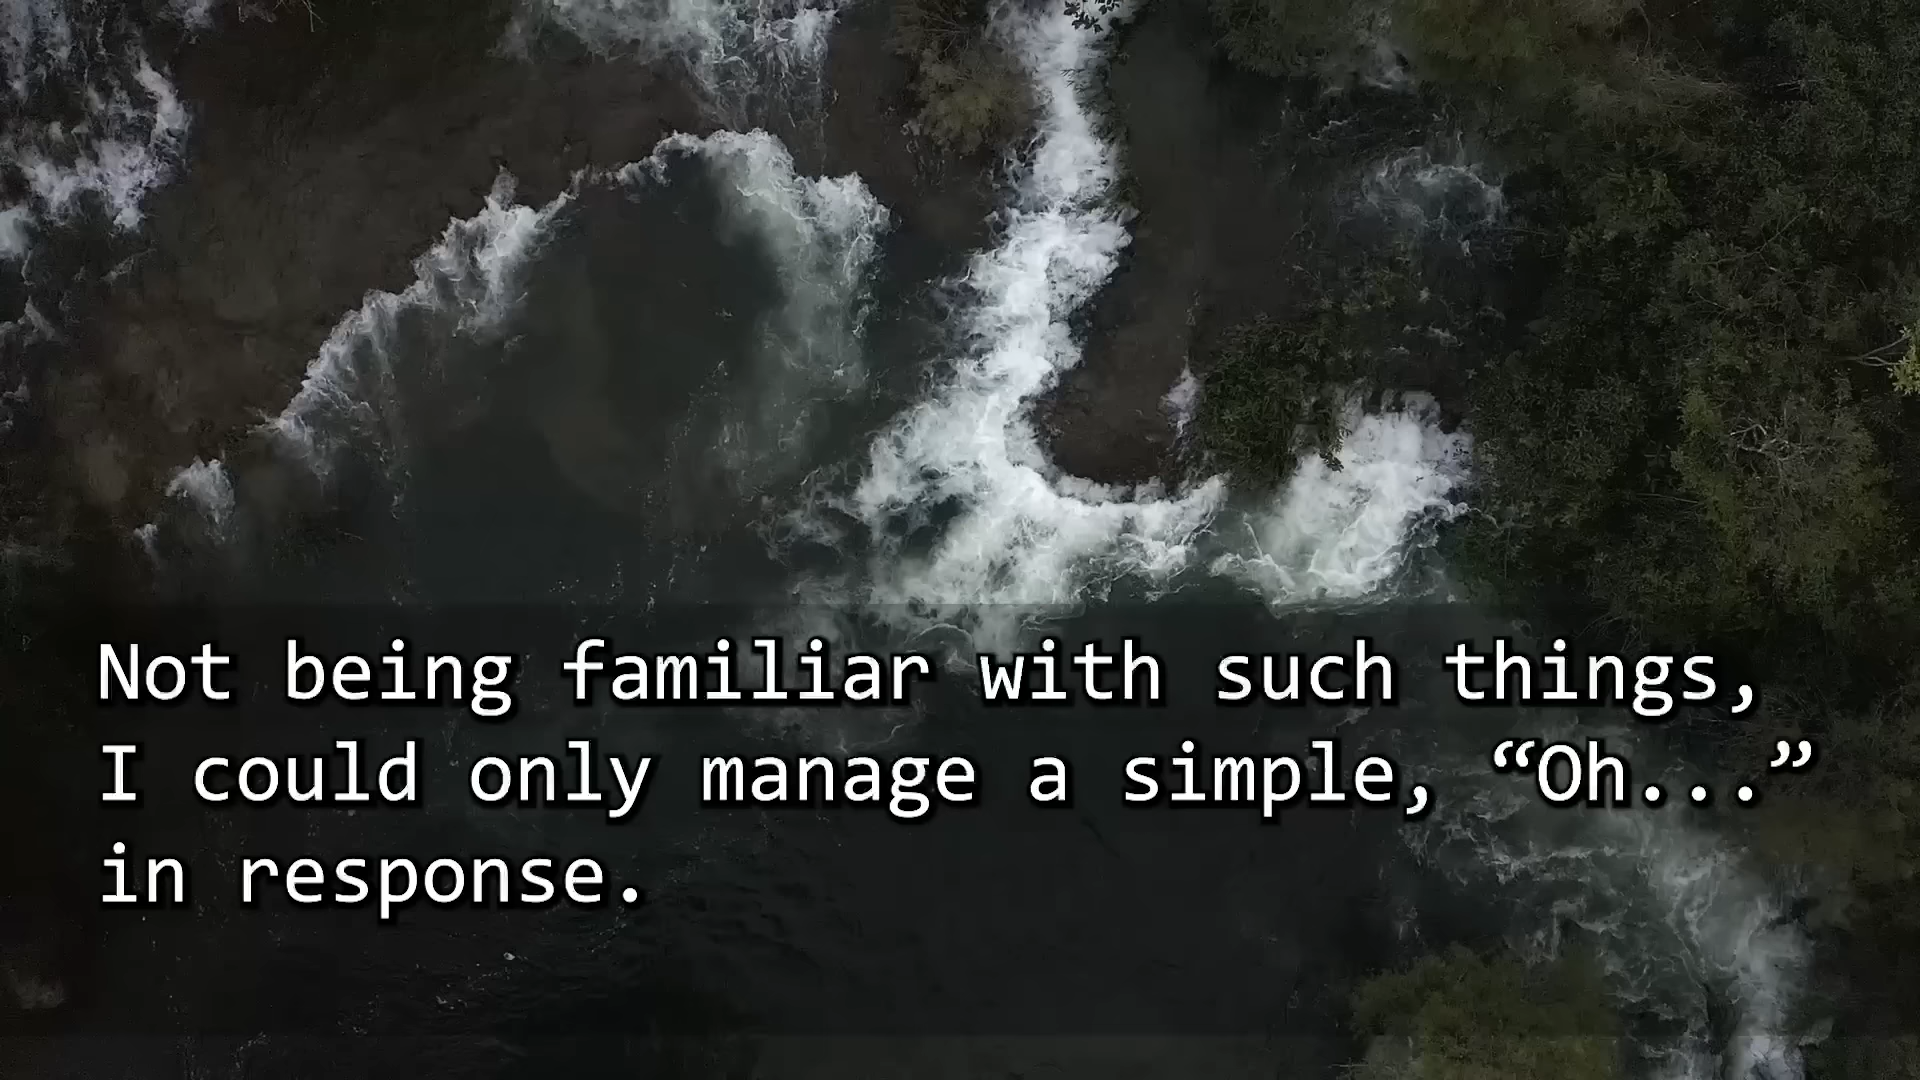 Not being familiar with such things,
I could only manage a simple, “Oh...”
in response.